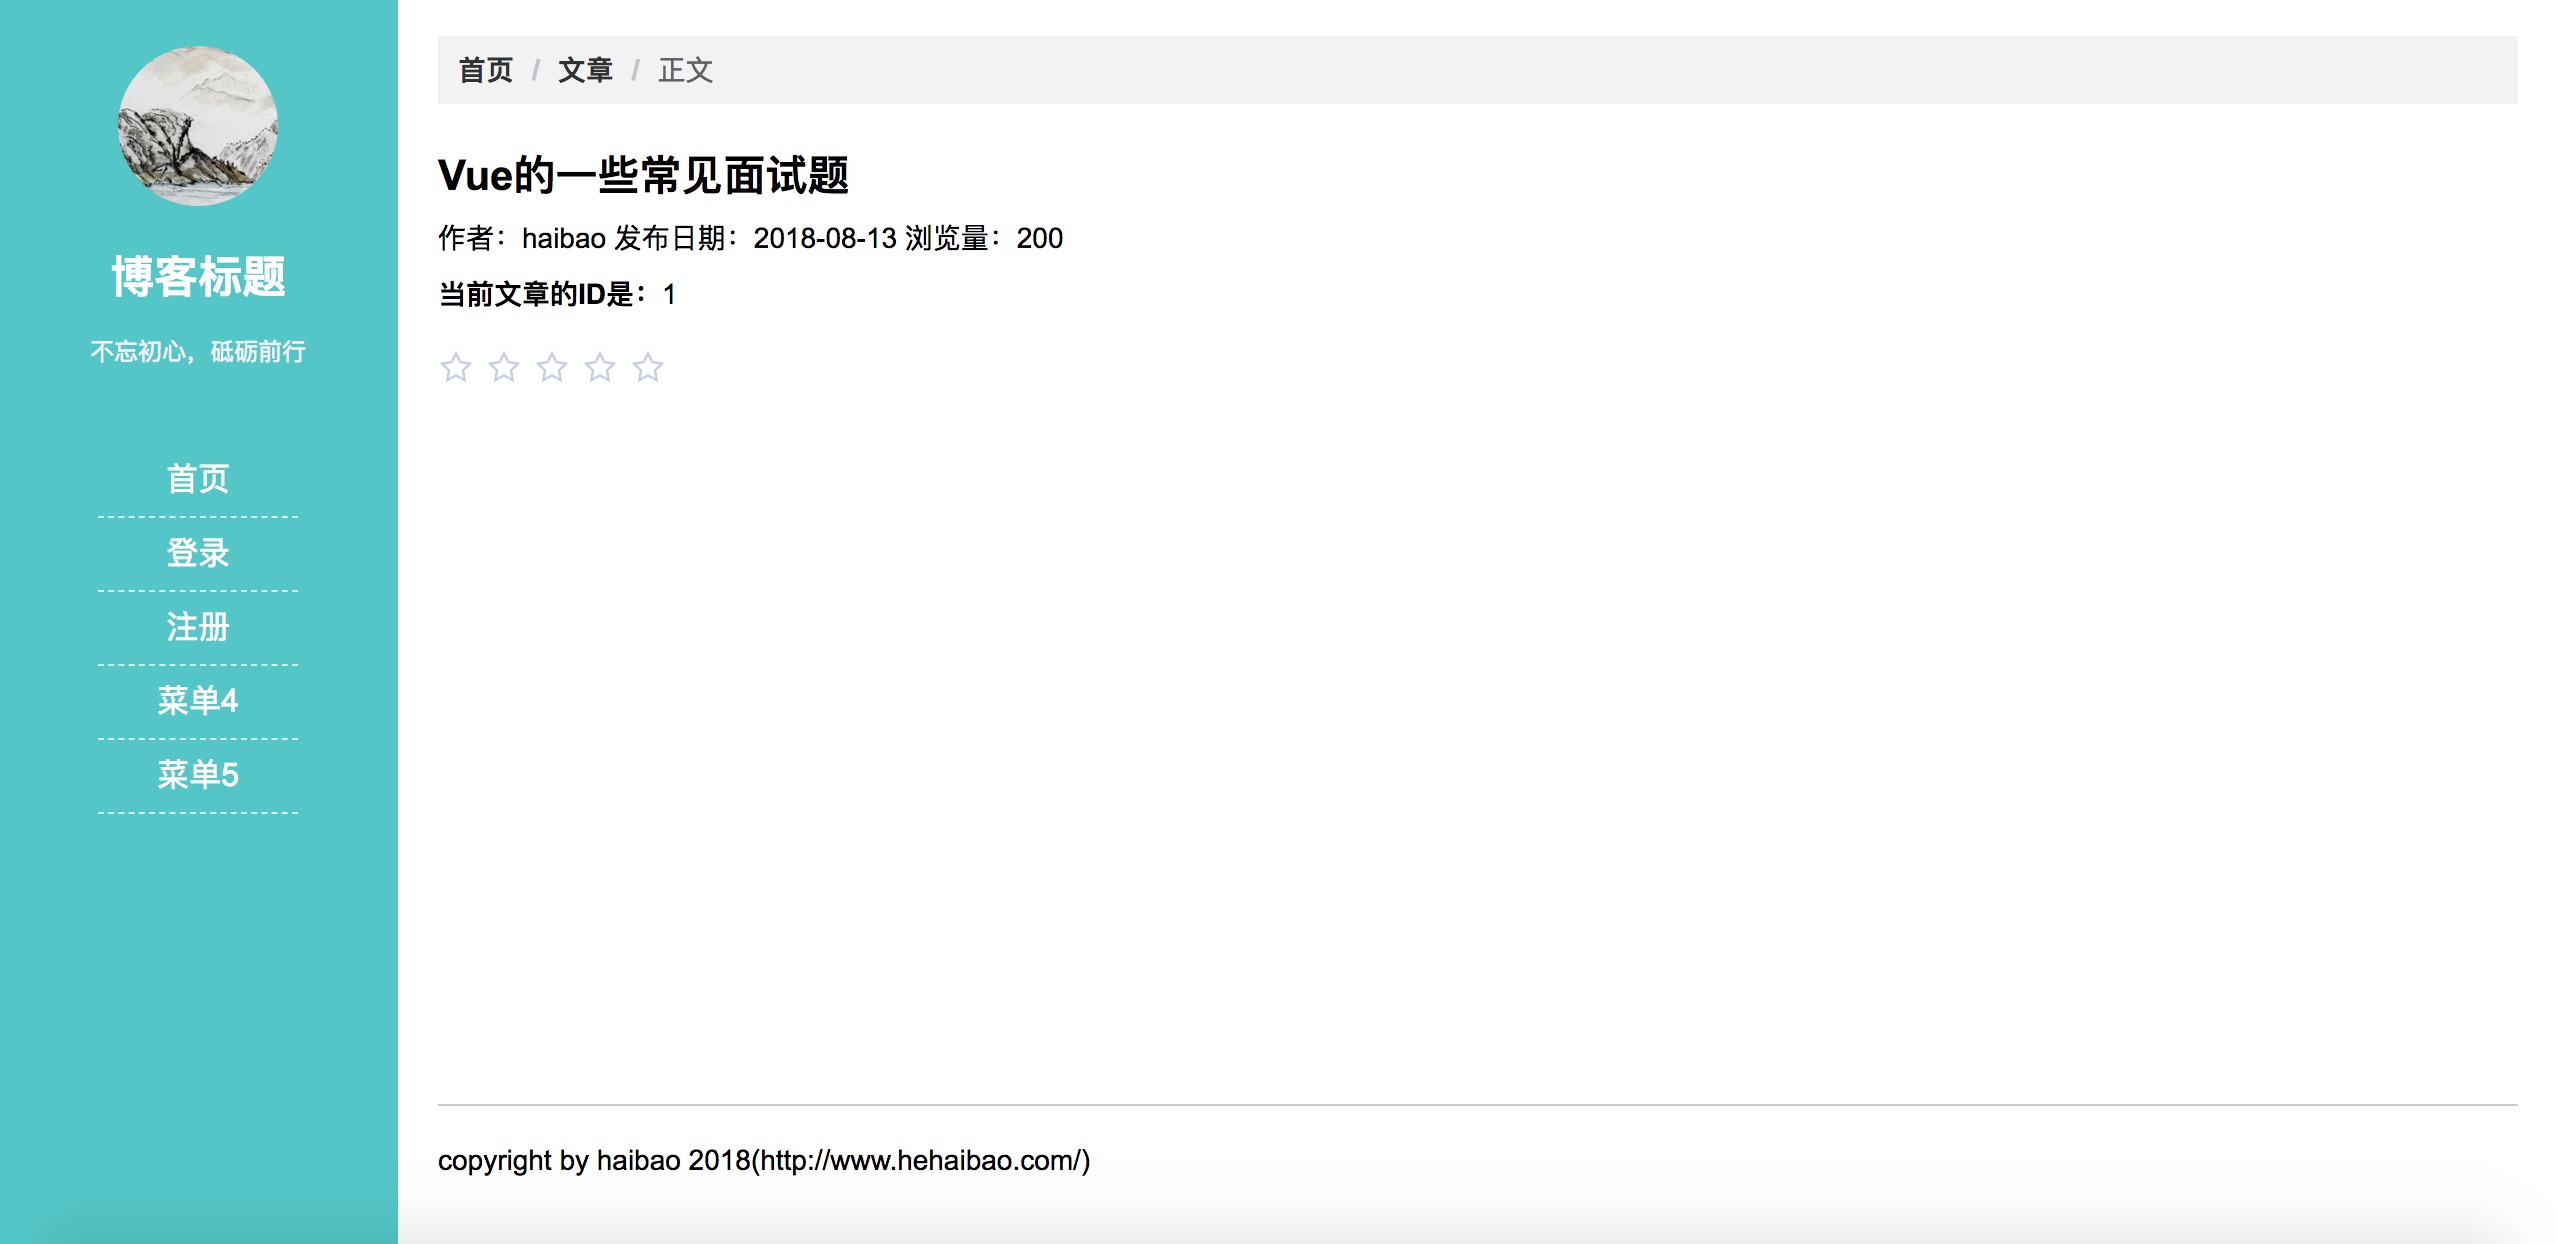 博客标题
不忘初心，砥砺前行
首页
登录
注册
菜单4
菜单5
首页 / 文章 / 正文
Vue的一些常见面试题
作者：haibao 发布日期：2018-08-13 浏览量：200
当前文章的ID是：1
copyright by haibao 2018(http://www.hehaibao.com/)